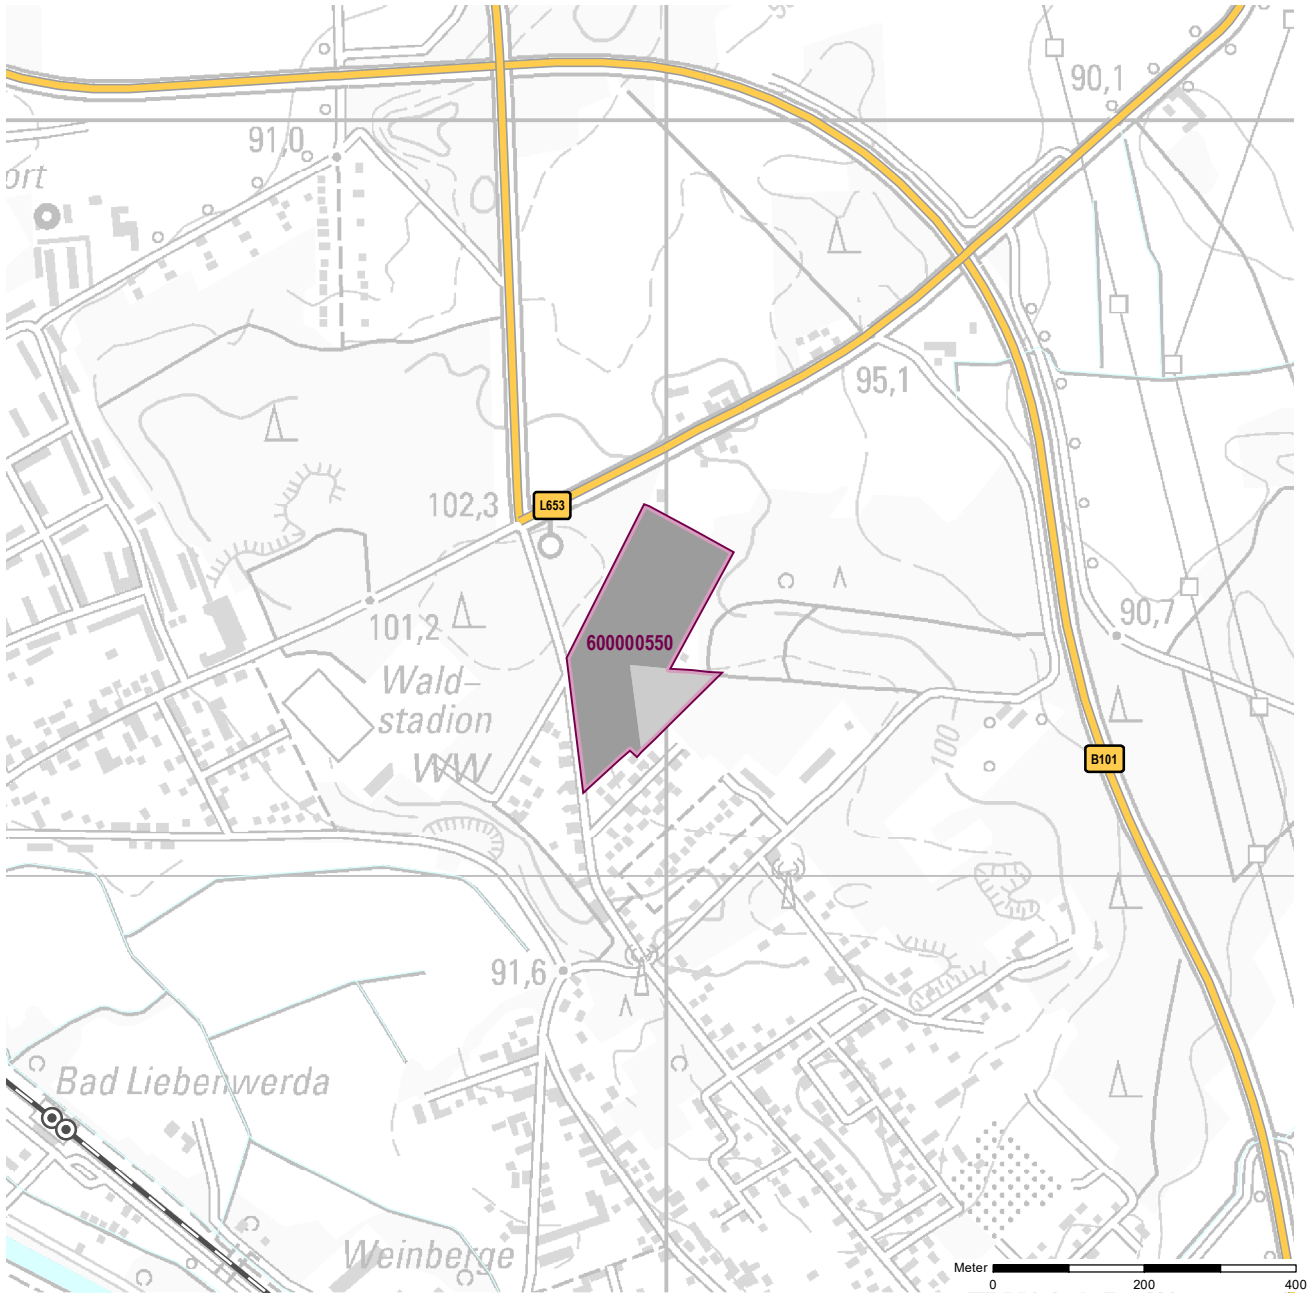 90,1
91,0
ort
95,1
102,3
L653
101,2
600000550
90,7
Wald–
stadion
WW
100
B101
91,6
Bad Liebenwerda
Weinberge
Meter
0 200 400